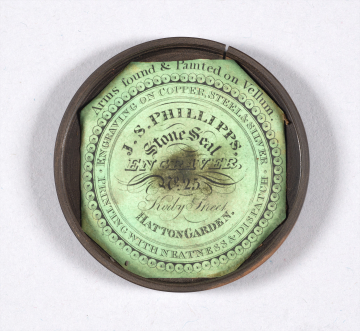 Arms found & Painted on Vellum.
ENGRAVING ON COPPER, STEEL & SILVER
PRINTING WITH NEATNESS & DISPATCH
J. S. PHILLIPPS
Stone Seal
ENGRAVER
No. 25
Kirby Street
HATTON GARDEN.